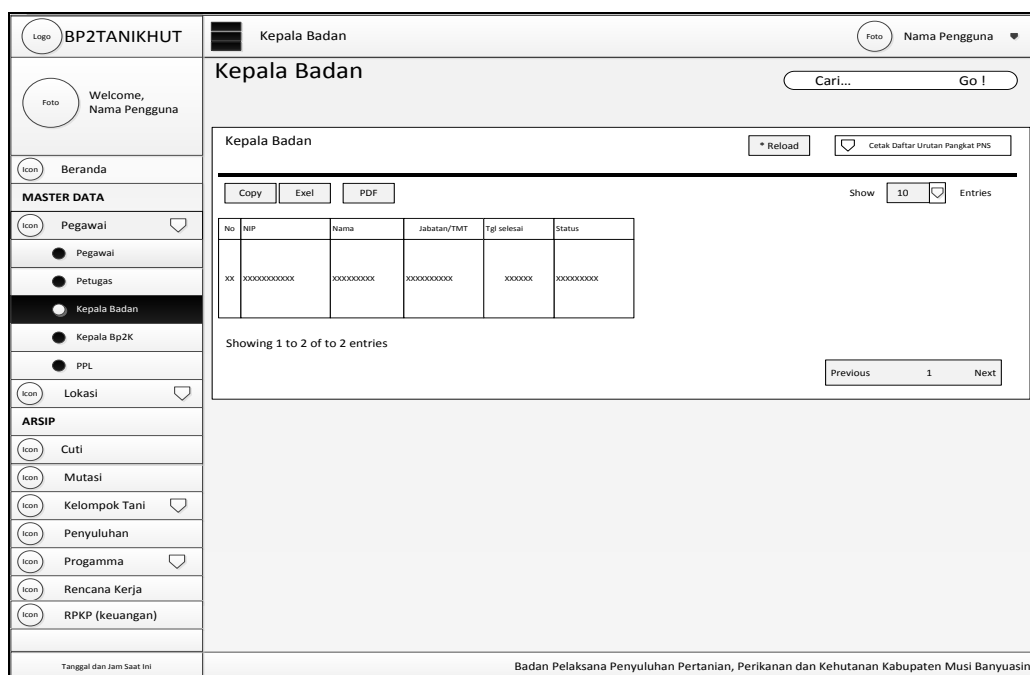 Logo BP2TANIKHUT
Kepala Badan
Foto Nama Pengguna
Foto
Welcome,
Nama Pengguna
Icon Beranda
MASTER DATA
Icon Pegawai
Pegawai
Petugas
Kepala Badan
Kepala Bp2K
PPL
Icon Lokasi
ARSIP
Icon Cuti
Icon Mutasi
Icon Kelompok Tani
Icon Penyuluhan
Icon Progamma
Icon Rencana Kerja
Icon RPKP (keuangan)
Tanggal dan Jam Saat Ini
Kepala Badan
Cari... Go !
Kepala Badan
* Reload Cetak Daftar Urutan Pangkat PNS
Copy Exel PDF Show 10 Entries
No NIP Nama Jabatan/TMT Tgl selesai Status
xx xxxxxxxxxxx xxxxxxxxx xxxxxxxxxx xxxxxx xxxxxxxxx
Showing 1 to 2 of to 2 entries
Previous 1 Next
Badan Pelaksana Penyuluhan Pertanian, Perikanan dan Kehutanan Kabupaten Musi Banyuasin